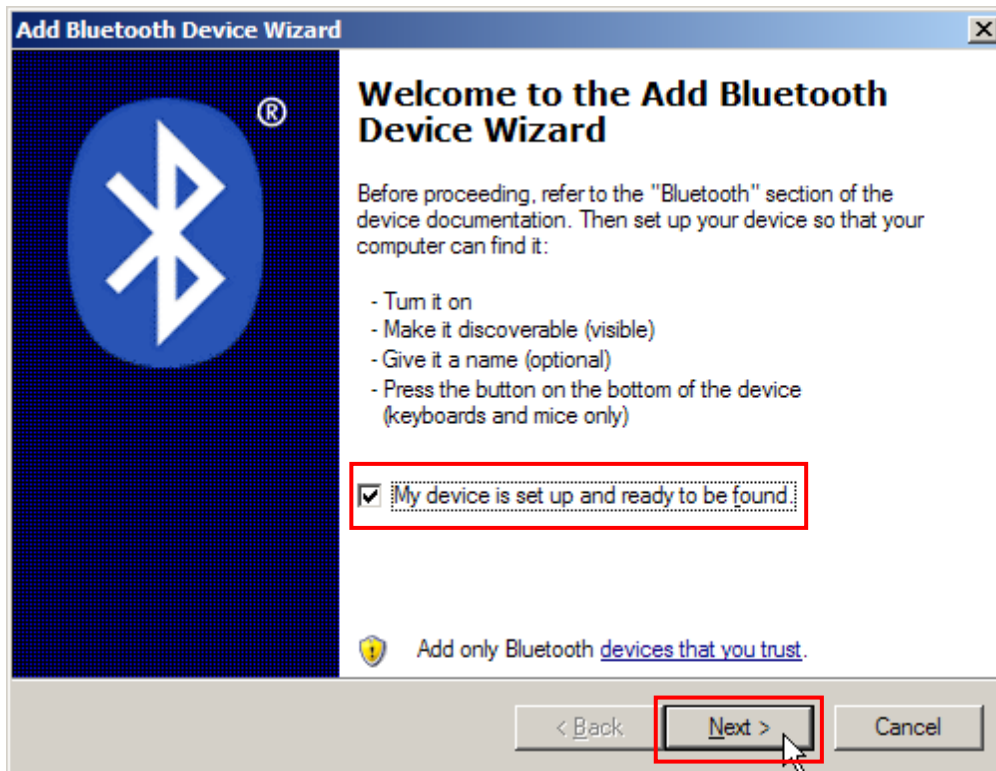 Add Bluetooth Device Wizard
®
Welcome to the Add Bluetooth
Device Wizard
Before proceeding, refer to the "Bluetooth" section of the
device documentation. Then set up your device so that your
computer can find it:
- Turn it on
- Make it discoverable (visible)
- Give it a name (optional)
- Press the button on the bottom of the device
(keyboards and mice only)
My device is set up and ready to be found.
Add only Bluetooth devices that you trust.
< Back Next > Cancel